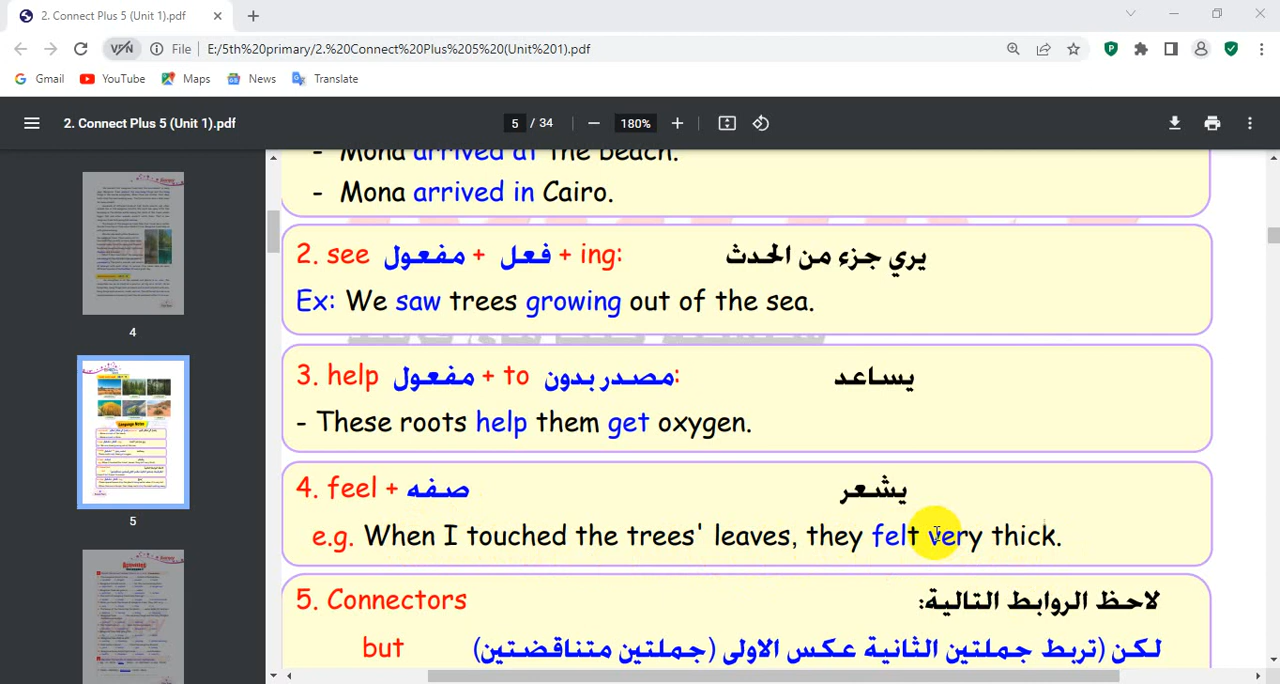 2. Connect Plus 5 (Unit 1).pdf
VPN File E:/5th%20primary/2.%20Connect%20Plus%205%20(Unit%201).pdf
Gmail YouTube Maps News Translate
2. Connect Plus 5 (Unit 1).pdf 5 / 34 180%
- Mona arrived at the beach.
- Mona arrived in Cairo.
2. see مفعول + فعل + ing: يري جزء من الحدث
Ex: We saw trees growing out of the sea.
3. help مفعول + to مصدر بدون: يساعد
- These roots help them get oxygen.
4. feel + صفه يشعر
e.g. When I touched the trees' leaves, they felt very thick.
5. Connectors لاحظ الروابط التالية:
but لكن (تربط جملتين الثانية عكس الاولى (جملتين متناقضتين)
4
5